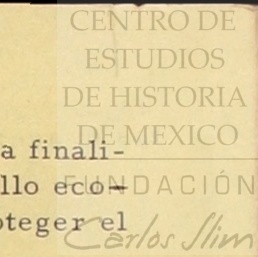 CENTRO DE
ESTUDIOS
DE HISTORIA
DE MEXICO
a finali-
llo eco-
FUNDACIÓN
oteger el
Carlos Slim